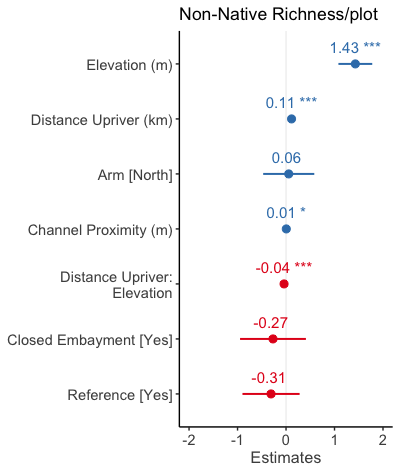 Non-Native Richness/plot
1.43 ***
Elevation (m)
0.11 ***
Distance Upriver (km)
0.06
Arm [North]
0.01 *
Channel Proximity (m)
-0.04 ***
Distance Upriver:
Elevation
-0.27
Closed Embayment [Yes]
-0.31
Reference [Yes]
-2 -1 0 1 2
Estimates